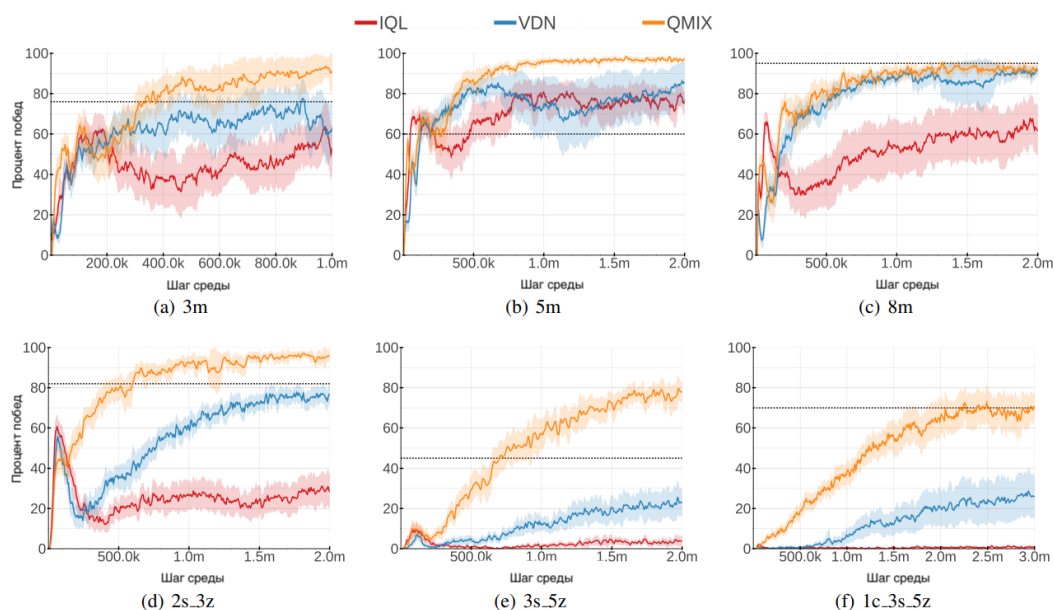 IQL VDN QMIX
100 100 100
80 80 80
60 60 60
40 40 40
20 20 20
0 0 0
Процент побед
200.0k 400.0k 600.0k 800.0k 1.0m 500.0k 1.0m 1.5m 2.0m 500.0k 1.0m 1.5m 2.0m
Шаг среды Шаг среды Шаг среды
(a) 3m (b) 5m (c) 8m
100 100 100
80 80 80
60 60 60
40 40 40
20 20 20
0 0 0
Процент побед
500.0k 1.0m 1.5m 2.0m 500.0k 1.0m 1.5m 2.0m 500.0k 1.0m 1.5m 2.0m 2.5m 3.0m
Шаг среды Шаг среды Шаг среды
(d) 2s_3z (e) 3s_5z (f) 1c_3s_5z